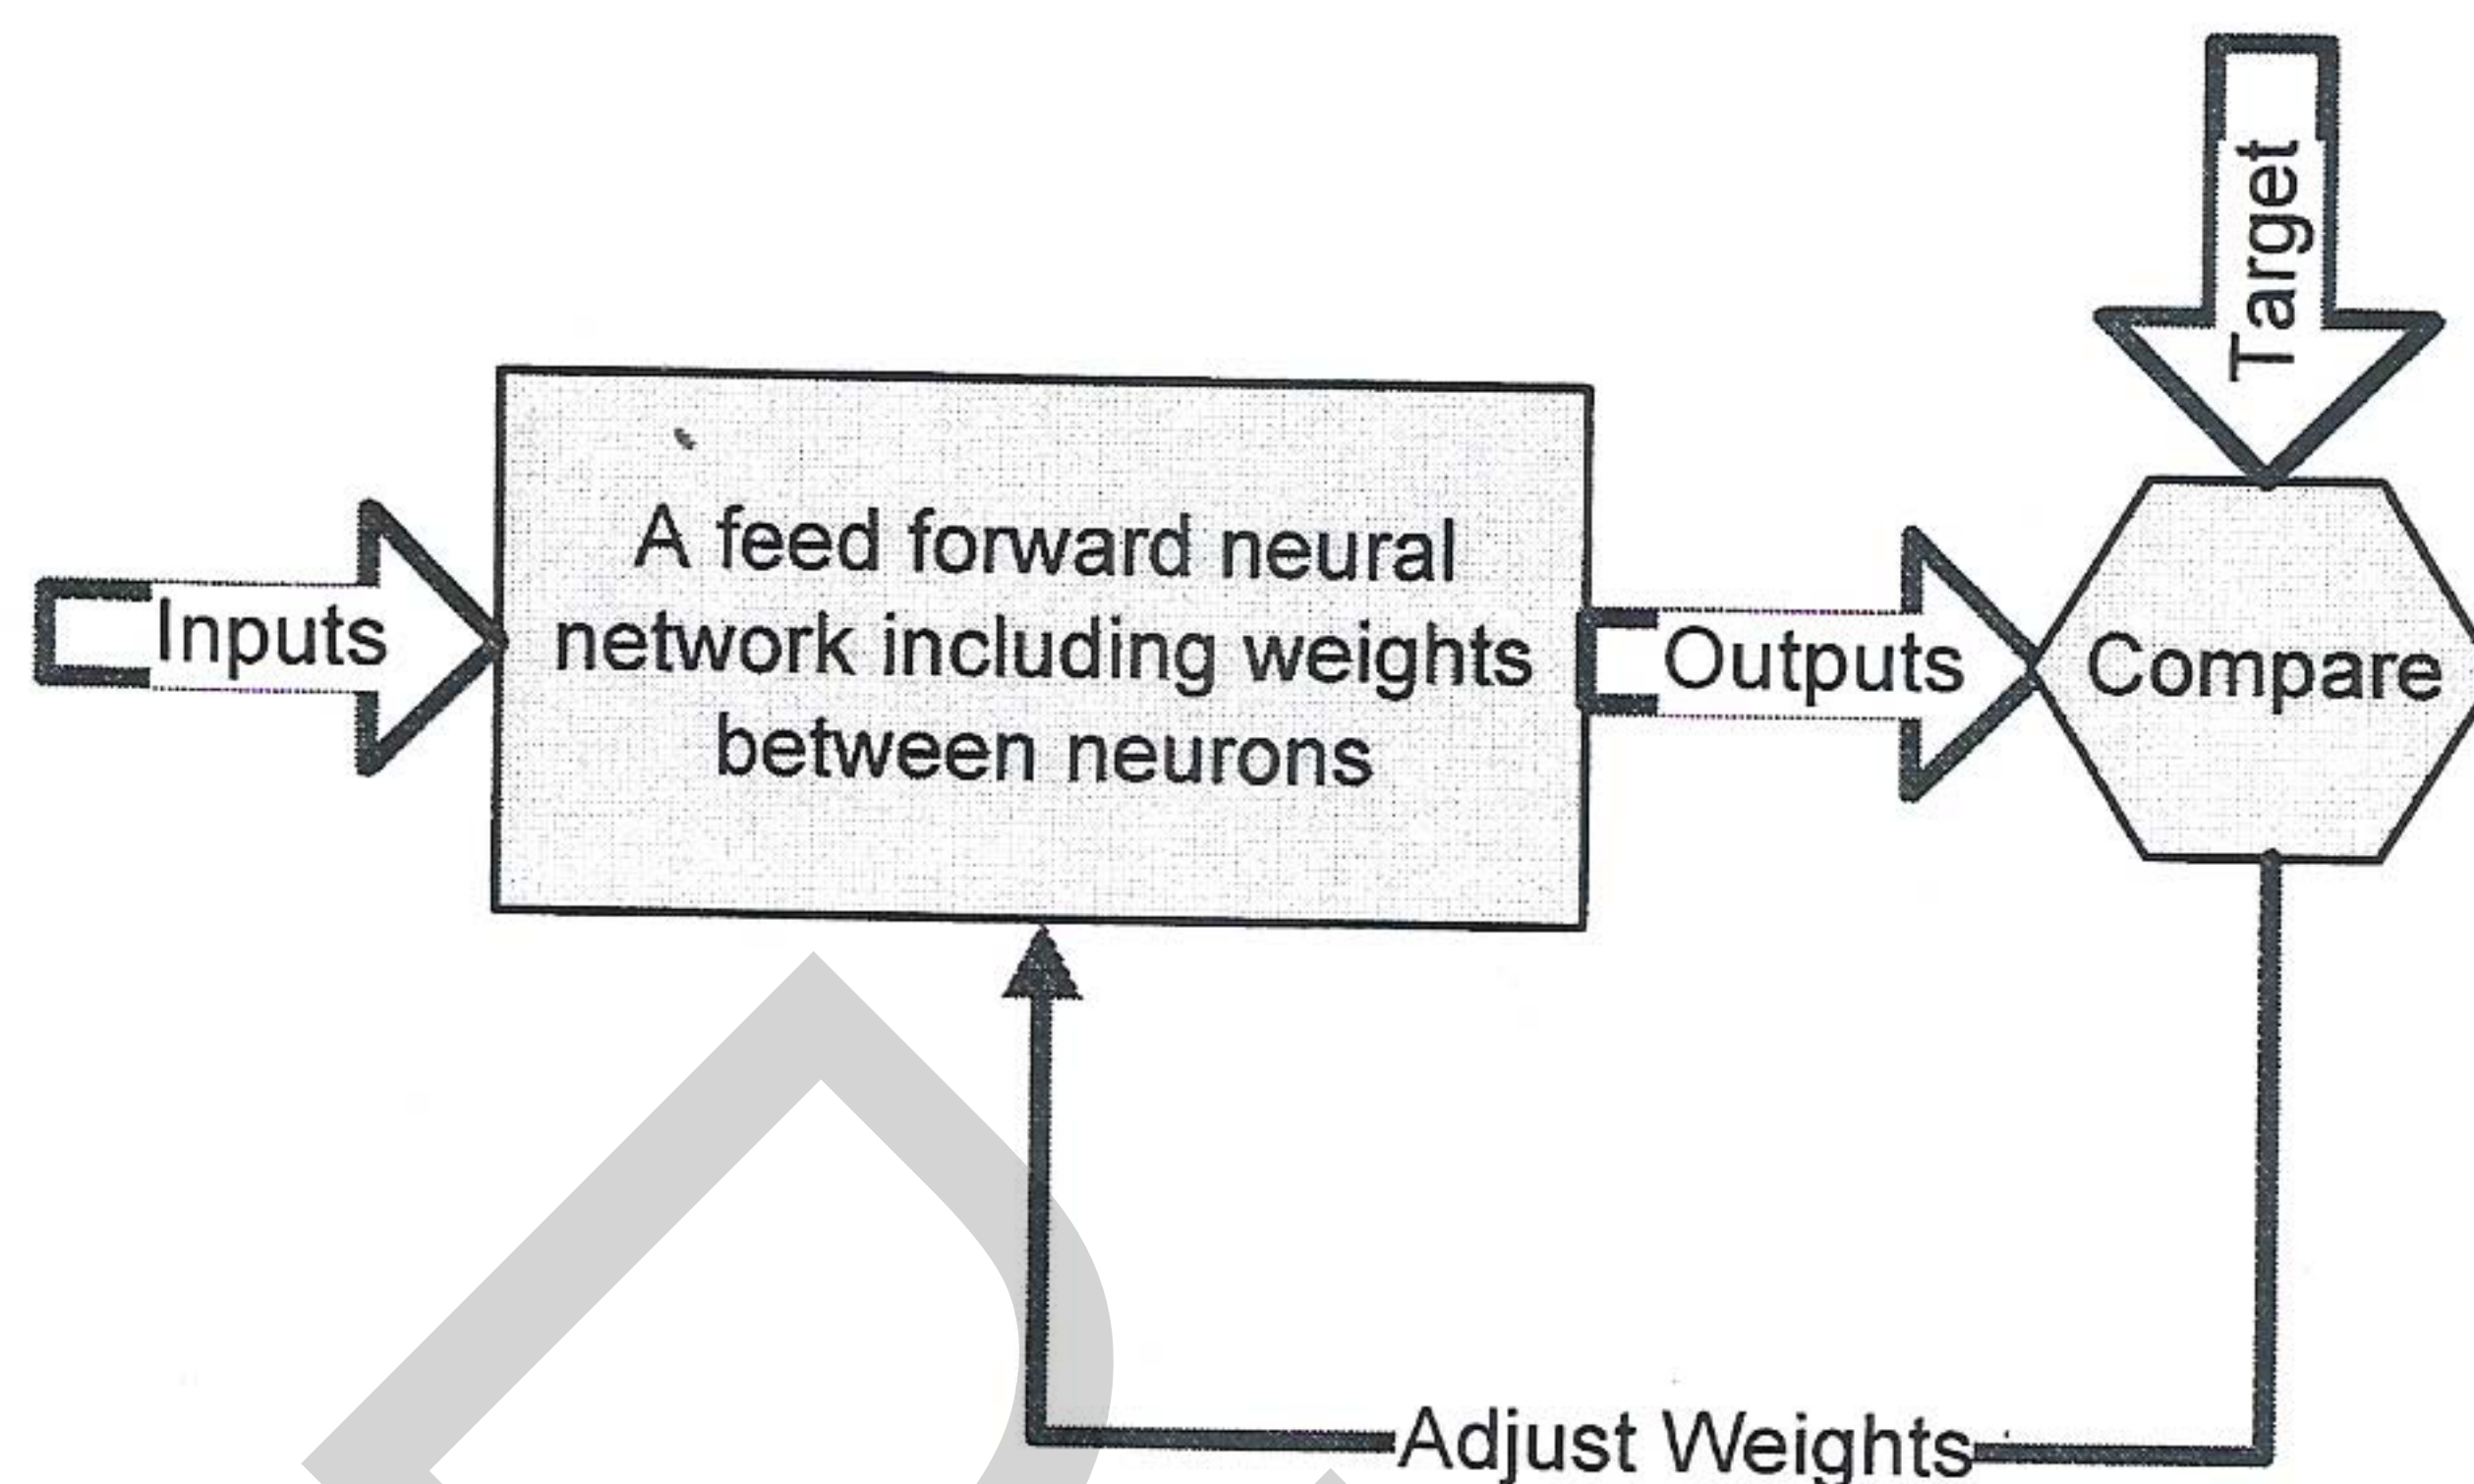 Target
Inputs
A feed forward neural
network including weights
between neurons
Outputs
Compare
Adjust Weights